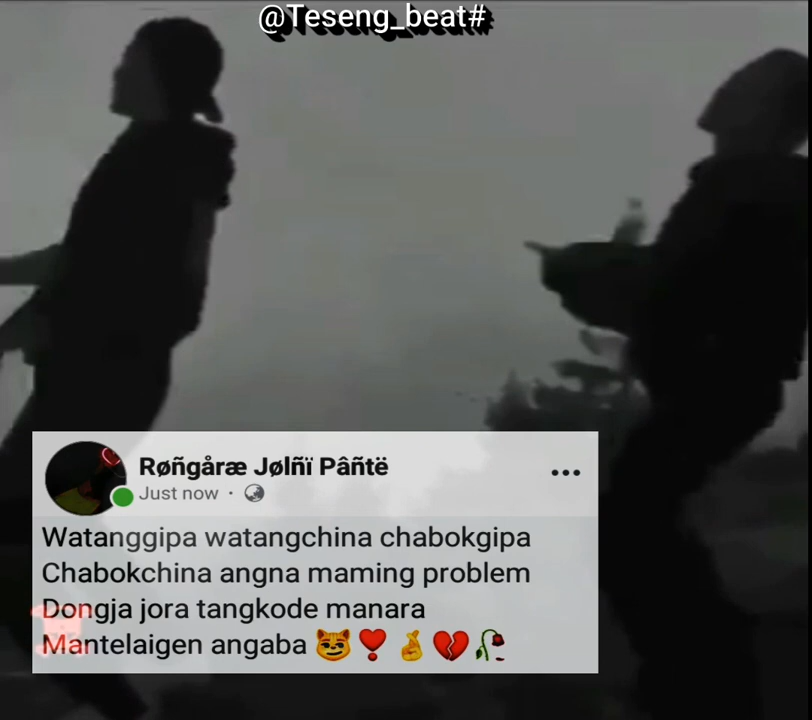 @Teseng_beat#
Røñgåræ Jølñï Pâñtë
Just now ·
Watanggipa watangchina chabokgipa
Chabokchina angna maming problem
Dongja jora tangkode manara
Mantelaigen angaba 😼❣️🤞💔🥀